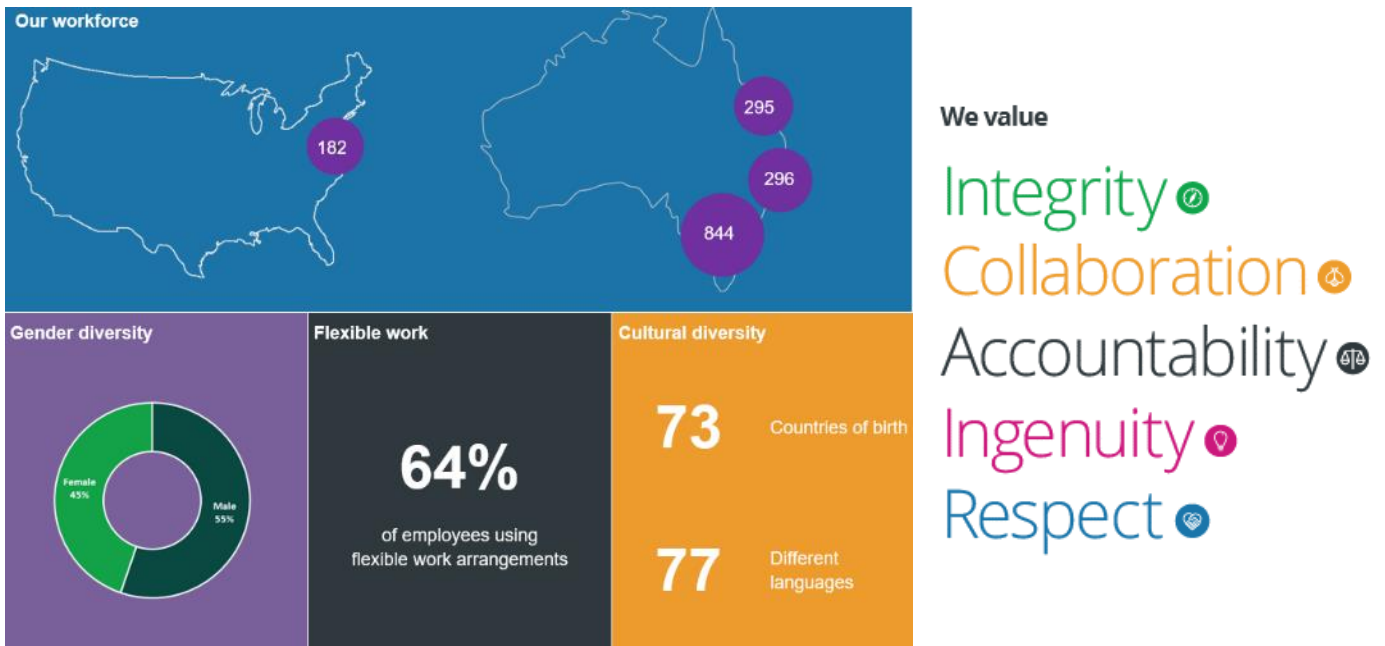 Our workforce
182
295
296
844
Gender diversity
Female
45%
Male
55%
Flexible work
64%
of employees using
flexible work arrangements
Cultural diversity
73
Countries of birth
77
Different
languages
We value
Integrity
Collaboration
Accountability
Ingenuity
Respect